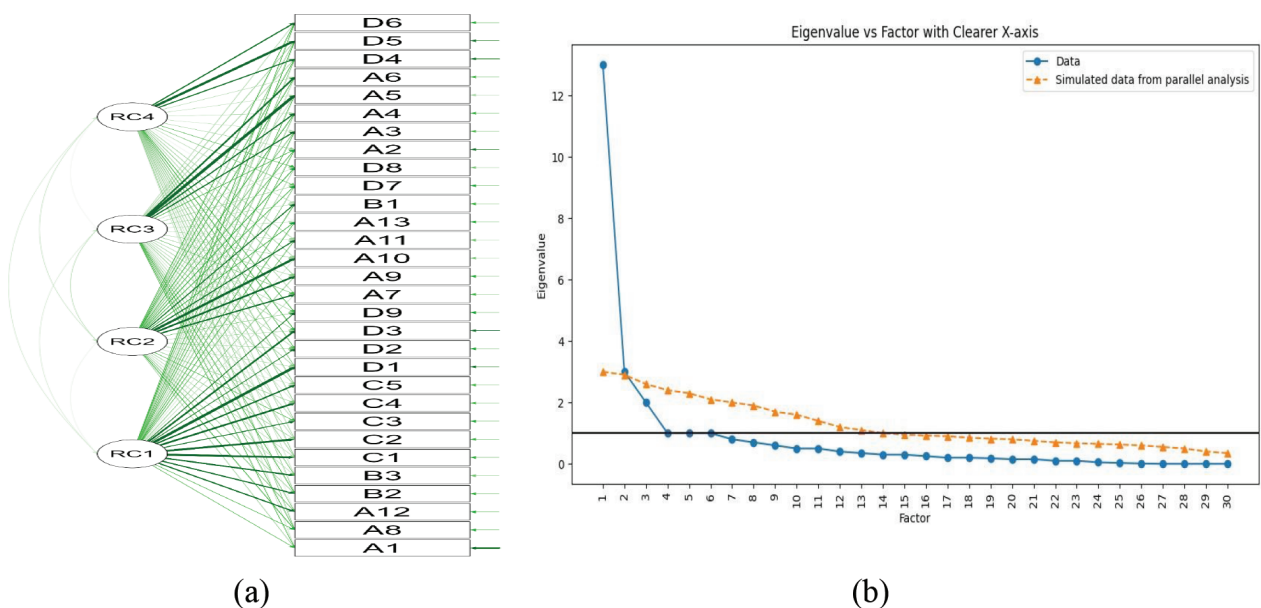 RC4
RC3
RC2
RC1
D6
D5
D4
A6
A5
A4
A3
A2
D8
D7
B1
A13
A11
A10
A9
A7
D9
D3
D2
D1
C5
C4
C3
C2
C1
B3
B2
A12
A8
A1
(a)
Eigenvalue vs Factor with Clearer X-axis
Data
Simulated data from parallel analysis
Eigenvalue
12
10
8
6
4
2
0
1 2 3 4 5 6 7 8 9 10 11 12 13 14 15 16 17 18 19 20 21 22 23 24 25 26 27 28 29 30
Factor
(b)